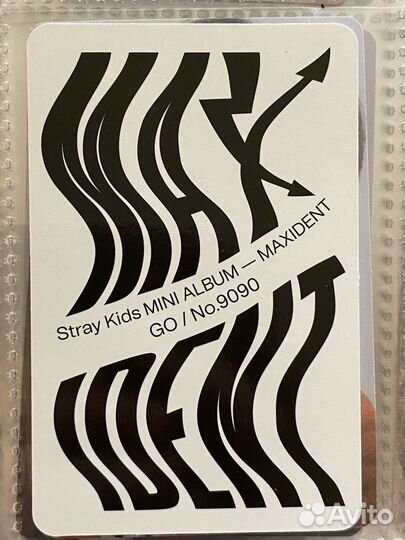 MAX
Stray Kids MINI ALBUM — MAXIDENT
GO / No.9090
IDENT
Avito